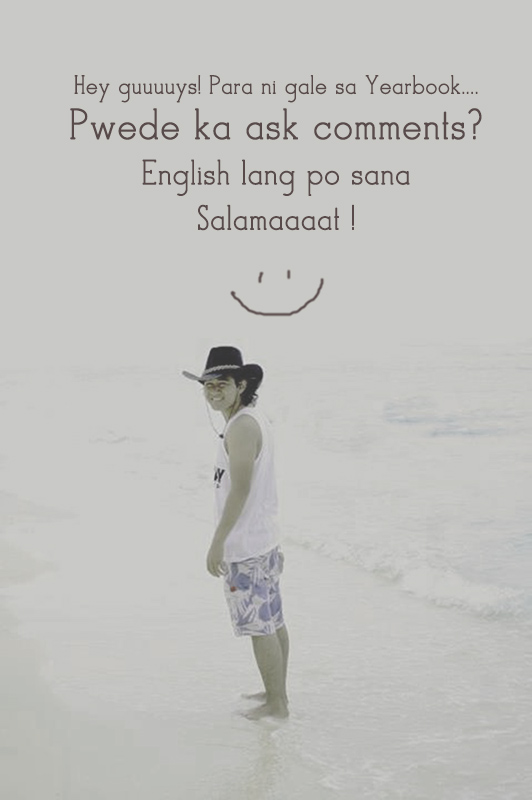 Hey guuuuys! Para ni gale sa Yearbook....
Pwede ka ask comments?
English lang po sana
Salamaaaat !